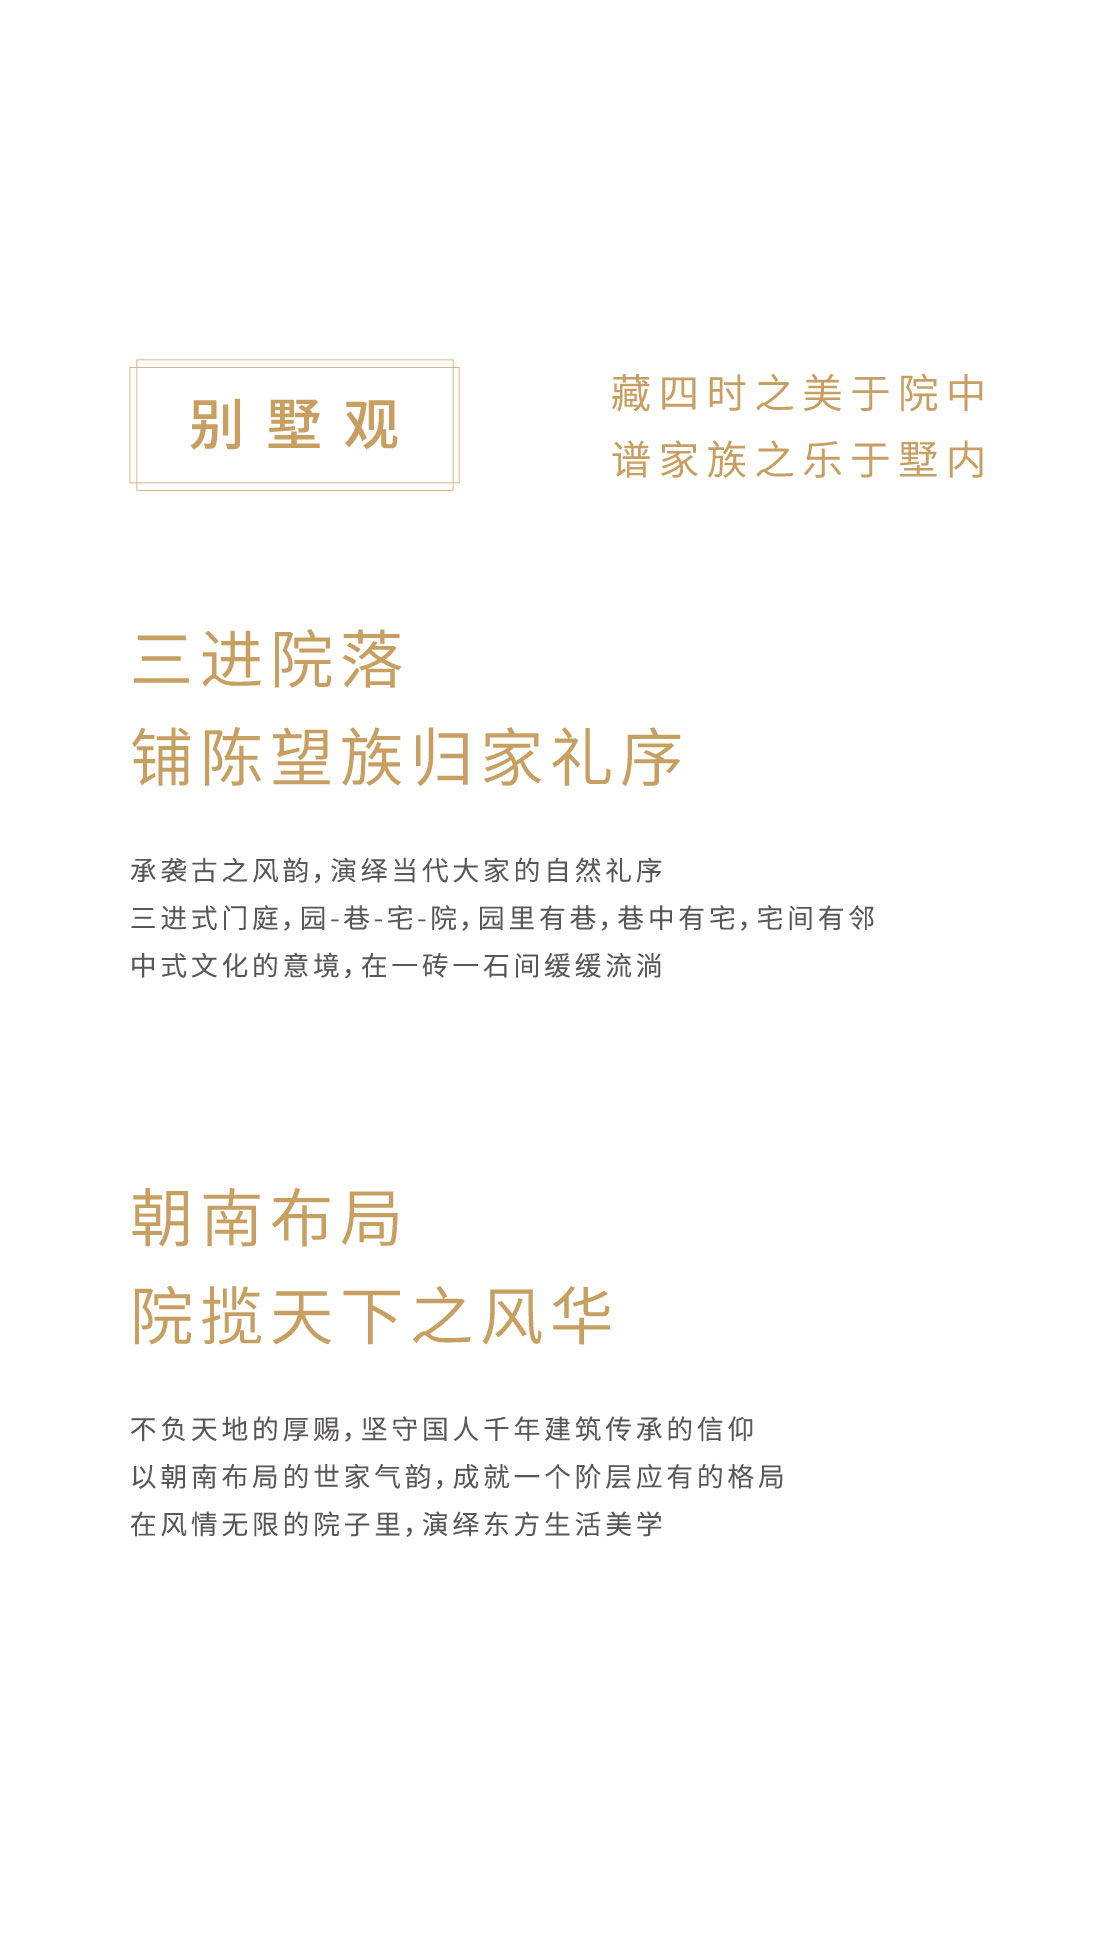 别墅观
藏四时之美于院中
谱家族之乐于墅内
三进院落
铺陈望族归家礼序
承袭古之风韵，演绎当代大家的自然礼序
三进式门庭，园-巷-宅-院，园里有巷，巷中有宅，宅间有邻
中式文化的意境，在一砖一石间缓缓流淌
朝南布局
院揽天下之风华
不负天地的厚赐，坚守国人千年建筑传承的信仰
以朝南布局的世家气韵，成就一个阶层应有的格局
在风情无限的院子里，演绎东方生活美学